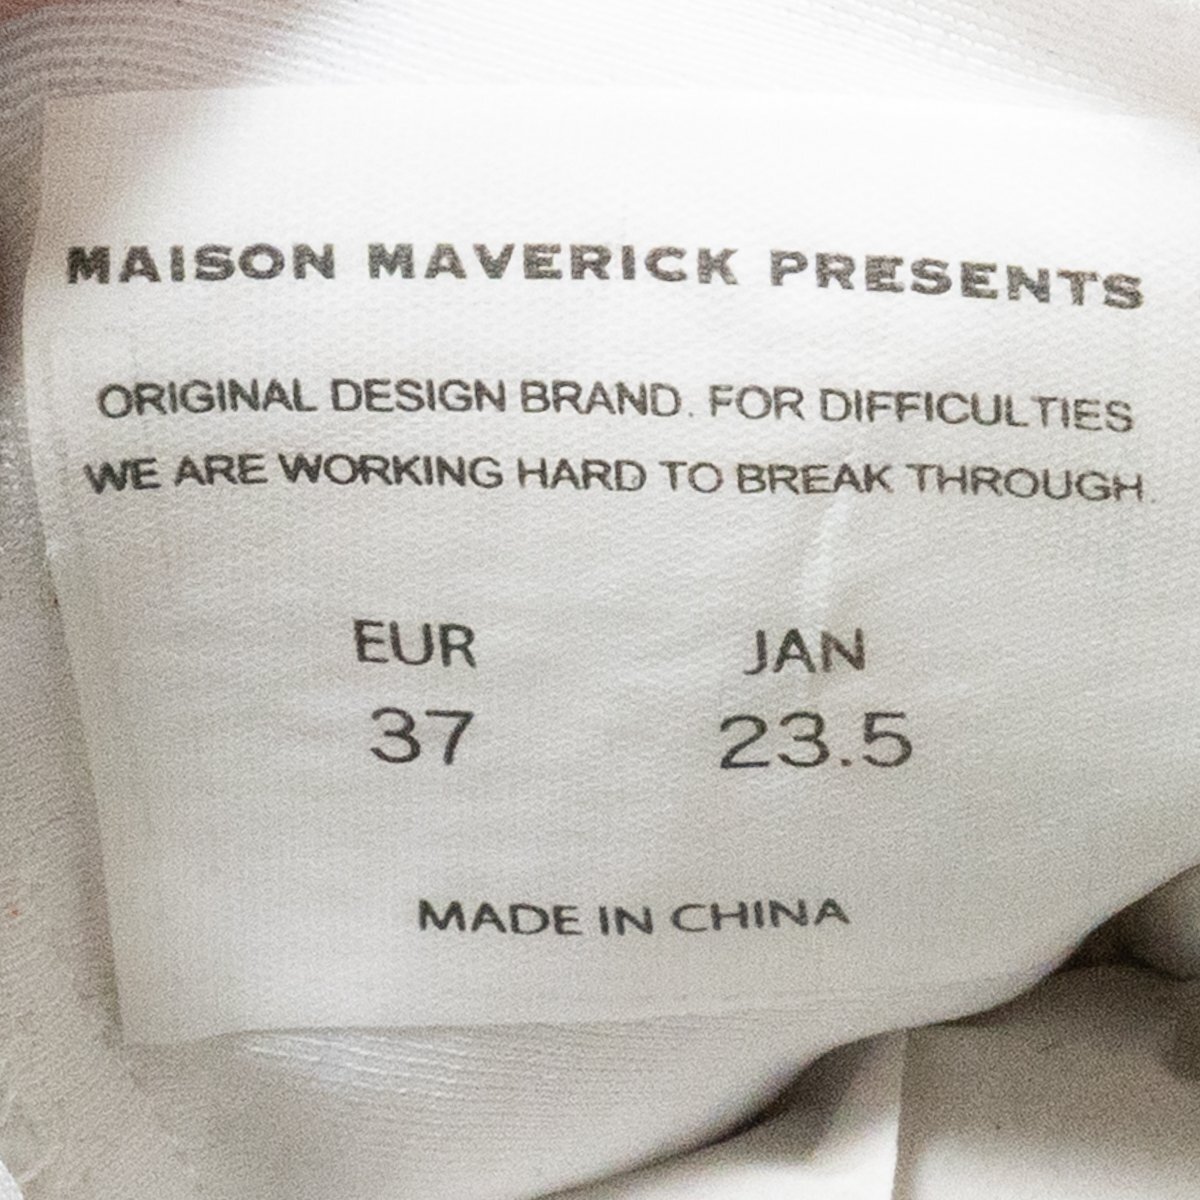 MAISON MAVERICK PRESENTS
ORIGINAL DESIGN BRAND. FOR DIFFICULTIES
WE ARE WORKING HARD TO BREAK THROUGH.
EUR JAN
37 23.5
MADE IN CHINA